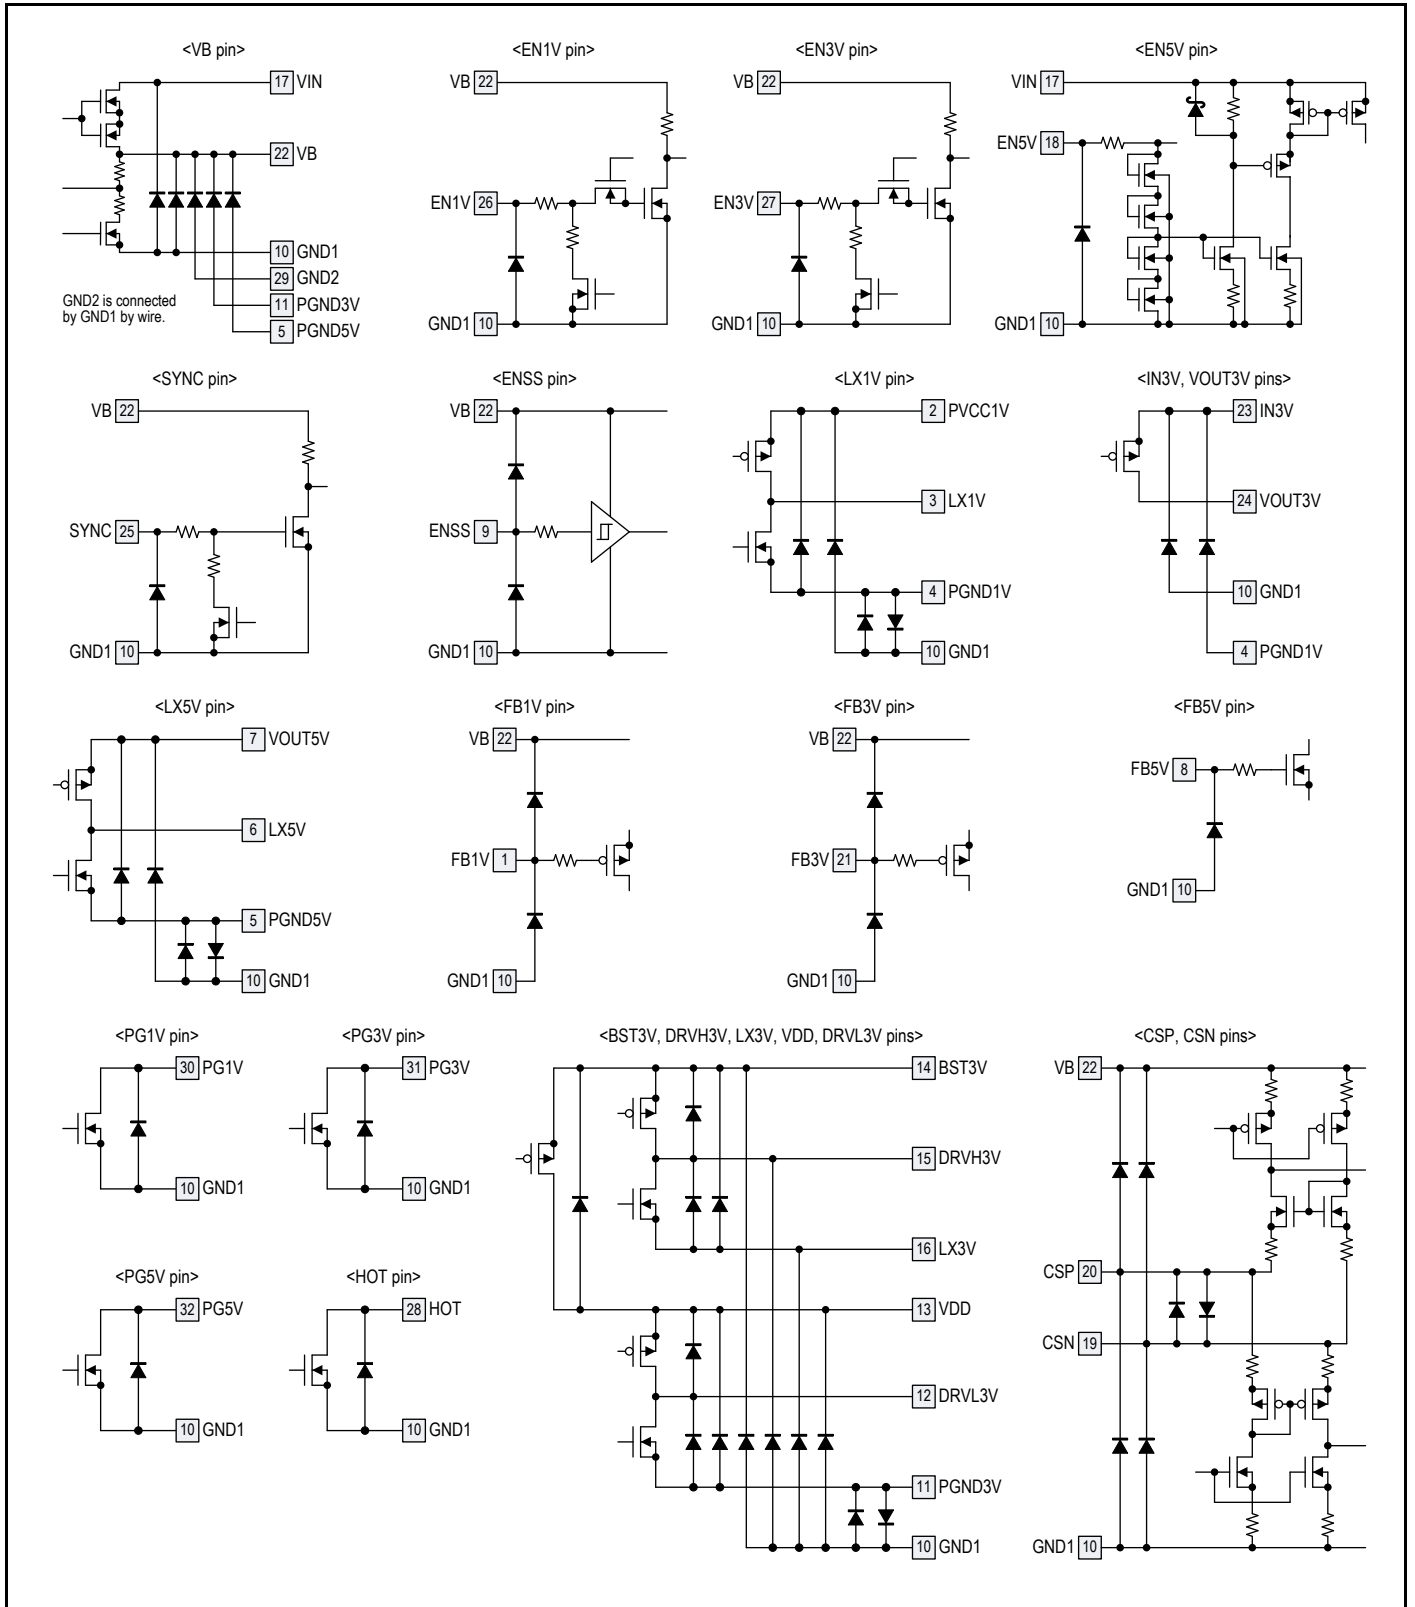 <VB pin>
17 VIN
22 VB
10 GND1
29 GND2
11 PGND3V
5 PGND5V
GND2 is connected
by GND1 by wire.
<EN1V pin>
VB 22
EN1V 26
GND1 10
<EN3V pin>
VB 22
EN3V 27
GND1 10
<EN5V pin>
VIN 17
EN5V 18
GND1 10
<SYNC pin>
VB 22
SYNC 25
GND1 10
<ENSS pin>
VB 22
ENSS 9
GND1 10
<LX1V pin>
2 PVCC1V
3 LX1V
4 PGND1V
10 GND1
<IN3V, VOUT3V pins>
23 IN3V
24 VOUT3V
10 GND1
4 PGND1V
<LX5V pin>
7 VOUT5V
6 LX5V
5 PGND5V
10 GND1
<FB1V pin>
VB 22
FB1V 1
GND1 10
<FB3V pin>
VB 22
FB3V 21
GND1 10
<FB5V pin>
FB5V 8
GND1 10
<PG1V pin>
30 PG1V
10 GND1
<PG3V pin>
31 PG3V
10 GND1
<BST3V, DRVH3V, LX3V, VDD, DRVL3V pins>
14 BST3V
15 DRVH3V
16 LX3V
13 VDD
12 DRVL3V
11 PGND3V
10 GND1
<CSP, CSN pins>
VB 22
CSP 20
CSN 19
GND1 10
<PG5V pin>
32 PG5V
10 GND1
<HOT pin>
28 HOT
10 GND1